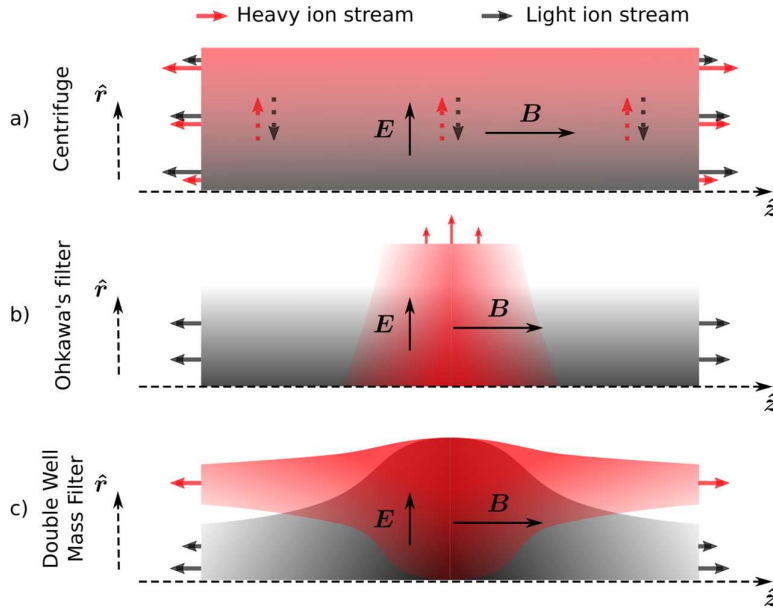 Heavy ion stream Light ion stream
a) Centrifuge r̂ E B ẑ
b) Ohkawa's filter r̂ E B ẑ
c) Double Well
Mass Filter r̂ E B ẑ